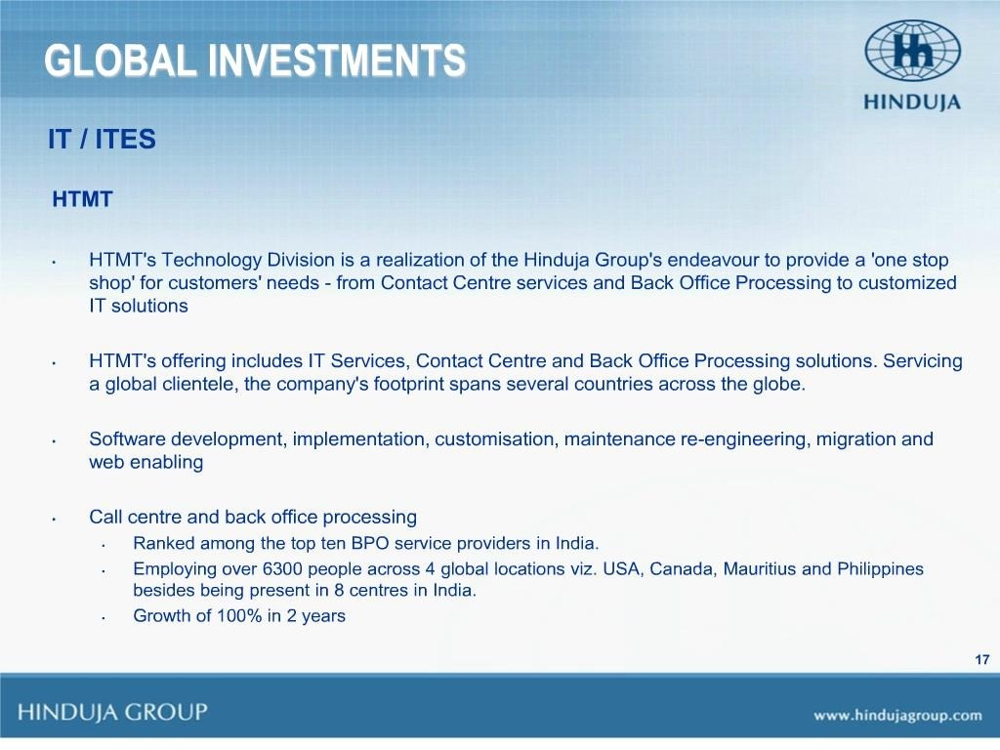 GLOBAL INVESTMENTS
Hn
HINDUJA
IT / ITES
HTMT
• HTMT's Technology Division is a realization of the Hinduja Group's endeavour to provide a 'one stop
shop' for customers' needs - from Contact Centre services and Back Office Processing to customized
IT solutions
• HTMT's offering includes IT Services, Contact Centre and Back Office Processing solutions. Servicing
a global clientele, the company's footprint spans several countries across the globe.
• Software development, implementation, customisation, maintenance re-engineering, migration and
web enabling
• Call centre and back office processing
• Ranked among the top ten BPO service providers in India.
• Employing over 6300 people across 4 global locations viz. USA, Canada, Mauritius and Philippines
besides being present in 8 centres in India.
• Growth of 100% in 2 years
17
HINDUJA GROUP
www.hindujagroup.com